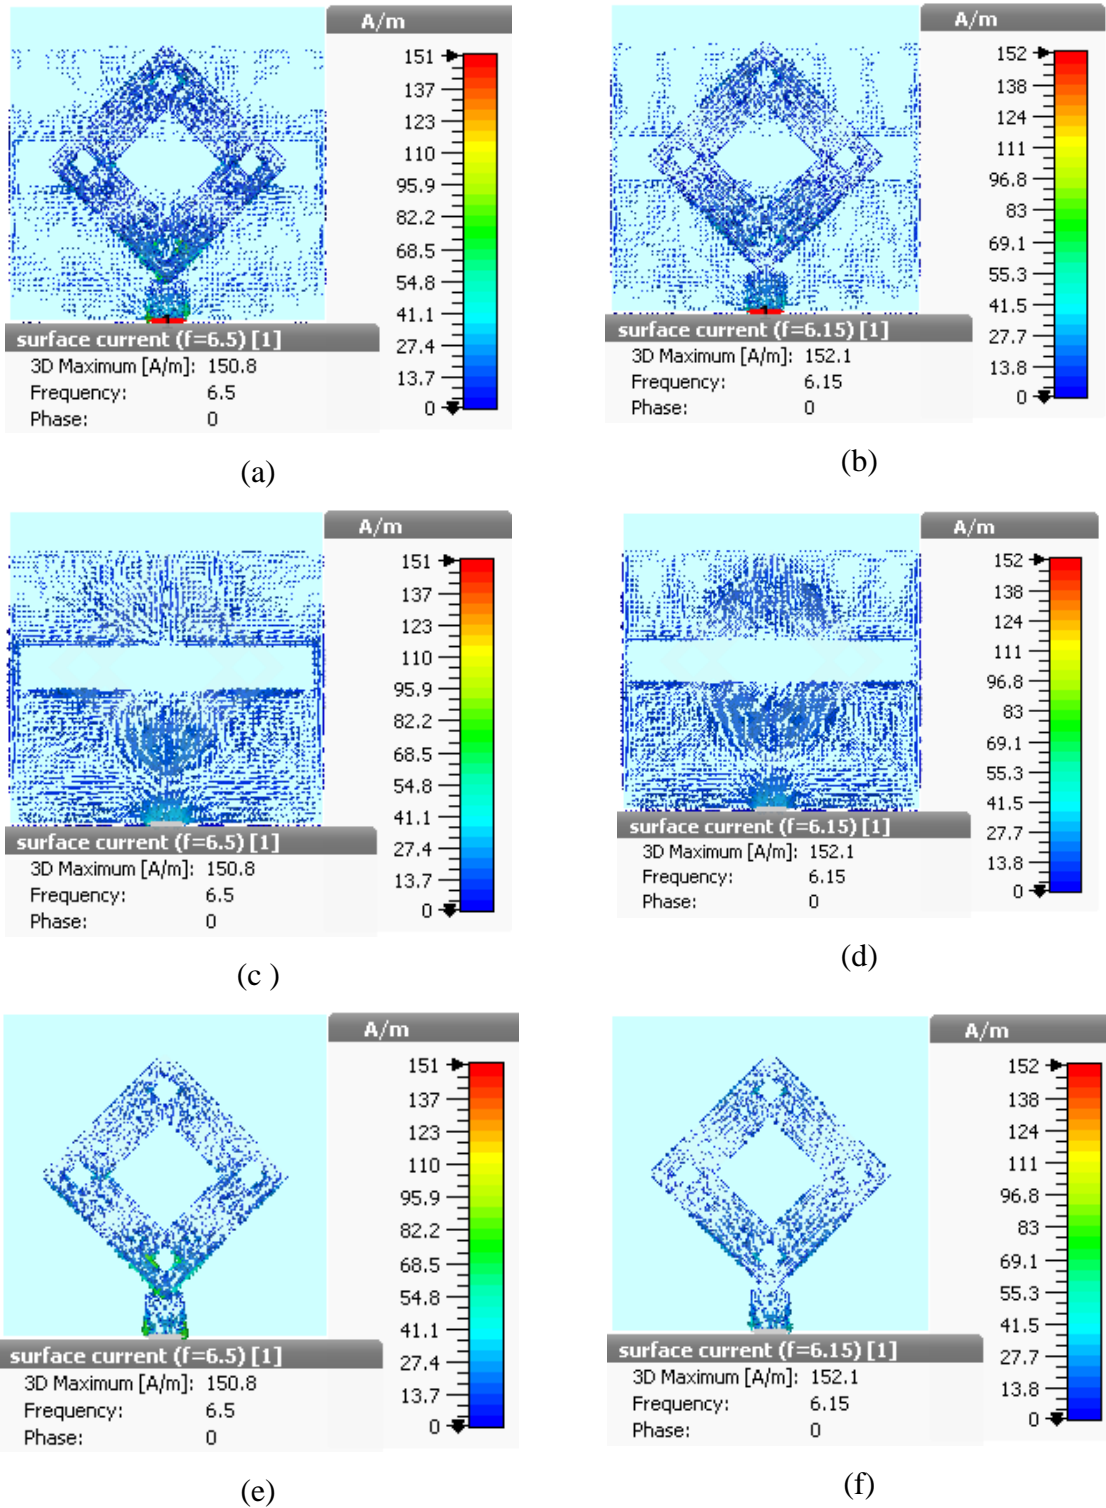 A/m
151
137
123
110
95.9
82.2
68.5
54.8
41.1
27.4
13.7
0
1
surface current (f=6.5) [1]
3D Maximum [A/m]: 150.8
Frequency: 6.5
Phase: 0
(a)
A/m
152
138
124
111
96.8
83
69.1
55.3
41.5
27.7
13.8
0
1
surface current (f=6.15) [1]
3D Maximum [A/m]: 152.1
Frequency: 6.15
Phase: 0
(b)
A/m
151
137
123
110
95.9
82.2
68.5
54.8
41.1
27.4
13.7
0
surface current (f=6.5) [1]
3D Maximum [A/m]: 150.8
Frequency: 6.5
Phase: 0
(c )
A/m
152
138
124
111
96.8
83
69.1
55.3
41.5
27.7
13.8
0
surface current (f=6.15) [1]
3D Maximum [A/m]: 152.1
Frequency: 6.15
Phase: 0
(d)
A/m
151
137
123
110
95.9
82.2
68.5
54.8
41.1
27.4
13.7
0
surface current (f=6.5) [1]
3D Maximum [A/m]: 150.8
Frequency: 6.5
Phase: 0
(e)
A/m
152
138
124
111
96.8
83
69.1
55.3
41.5
27.7
13.8
0
surface current (f=6.15) [1]
3D Maximum [A/m]: 152.1
Frequency: 6.15
Phase: 0
(f)